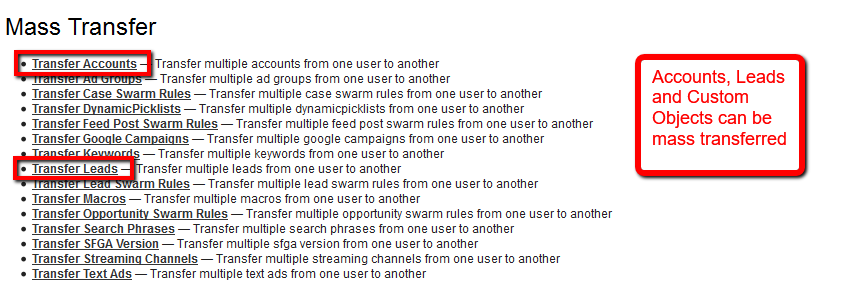 Mass Transfer
Transfer Accounts — Transfer multiple accounts from one user to another
Transfer Ad Groups — Transfer multiple ad groups from one user to another
Transfer Case Swarm Rules — Transfer multiple case swarm rules from one user to another
Transfer DynamicPicklists — Transfer multiple dynamicpicklists from one user to another
Transfer Feed Post Swarm Rules — Transfer multiple feed post swarm rules from one user to another
Transfer Google Campaigns — Transfer multiple google campaigns from one user to another
Transfer Keywords — Transfer multiple keywords from one user to another
Transfer Leads — Transfer multiple leads from one user to another
Transfer Lead Swarm Rules — Transfer multiple lead swarm rules from one user to another
Transfer Macros — Transfer multiple macros from one user to another
Transfer Opportunity Swarm Rules — Transfer multiple opportunity swarm rules from one user to another
Transfer Search Phrases — Transfer multiple search phrases from one user to another
Transfer SFGA Version — Transfer multiple sfga version from one user to another
Transfer Streaming Channels — Transfer multiple streaming channels from one user to another
Transfer Text Ads — Transfer multiple text ads from one user to another
Accounts, Leads
and Custom
Objects can be
mass transferred